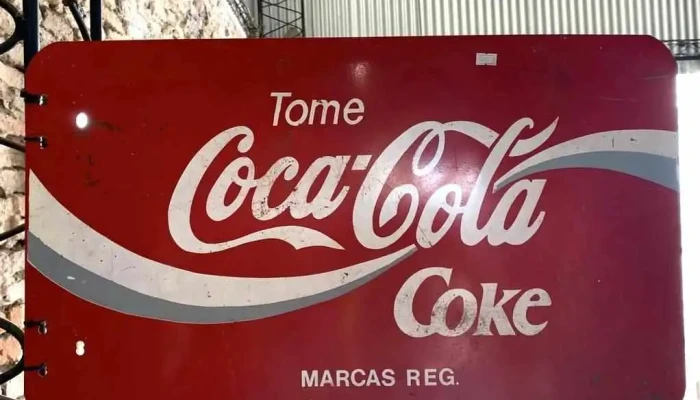 Tome
Coca-Cola
Coke
MARCAS REG.